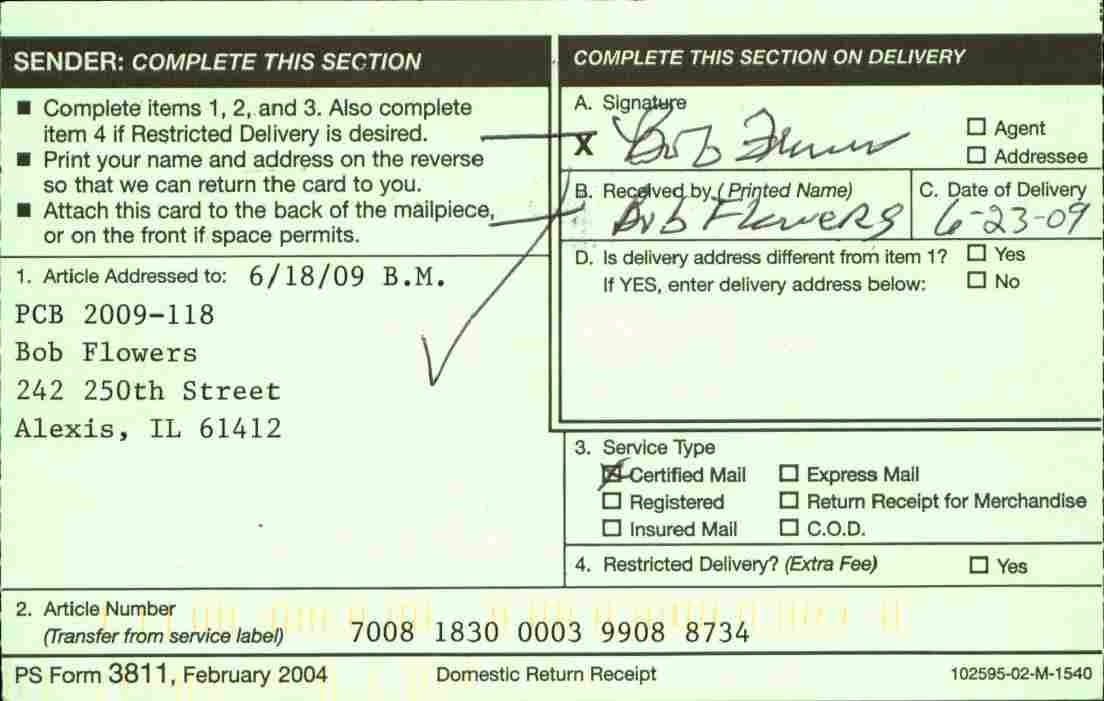 SENDER: COMPLETE THIS SECTION
■ Complete items 1, 2, and 3. Also complete
item 4 if Restricted Delivery is desired.
■ Print your name and address on the reverse
so that we can return the card to you.
■ Attach this card to the back of the mailpiece,
or on the front if space permits.
1. Article Addressed to: 6/18/09 B.M.
PCB 2009-118
Bob Flowers
242 250th Street
Alexis, IL 61412
COMPLETE THIS SECTION ON DELIVERY
A. Signature
X Bob Flowers
☐ Agent
☐ Addressee
B. Received by (Printed Name)
Bob Flowers
C. Date of Delivery
6-23-09
D. Is delivery address different from item 1? ☐ Yes
If YES, enter delivery address below: ☐ No
3. Service Type
☒ Certified Mail ☐ Express Mail
☐ Registered ☐ Return Receipt for Merchandise
☐ Insured Mail ☐ C.O.D.
4. Restricted Delivery? (Extra Fee) ☐ Yes
2. Article Number
(Transfer from service label) 7008 1830 0003 9908 8734
PS Form 3811, February 2004 Domestic Return Receipt 102595-02-M-1540